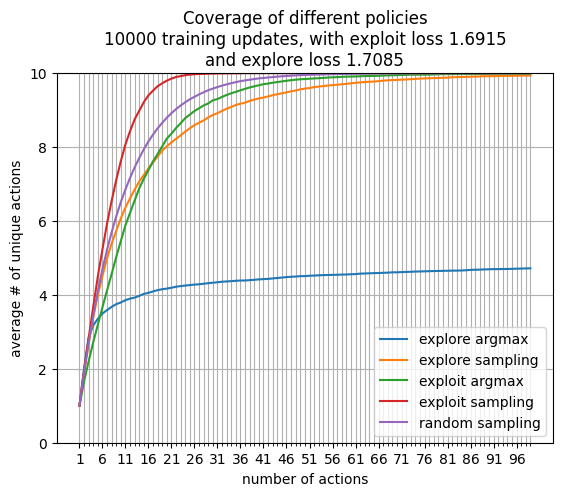 Coverage of different policies
10000 training updates, with exploit loss 1.6915
and explore loss 1.7085
average # of unique actions
10
8
6
4
2
0
explore argmax
explore sampling
exploit argmax
exploit sampling
random sampling
1 6 11 16 21 26 31 36 41 46 51 56 61 66 71 76 81 86 91 96
number of actions